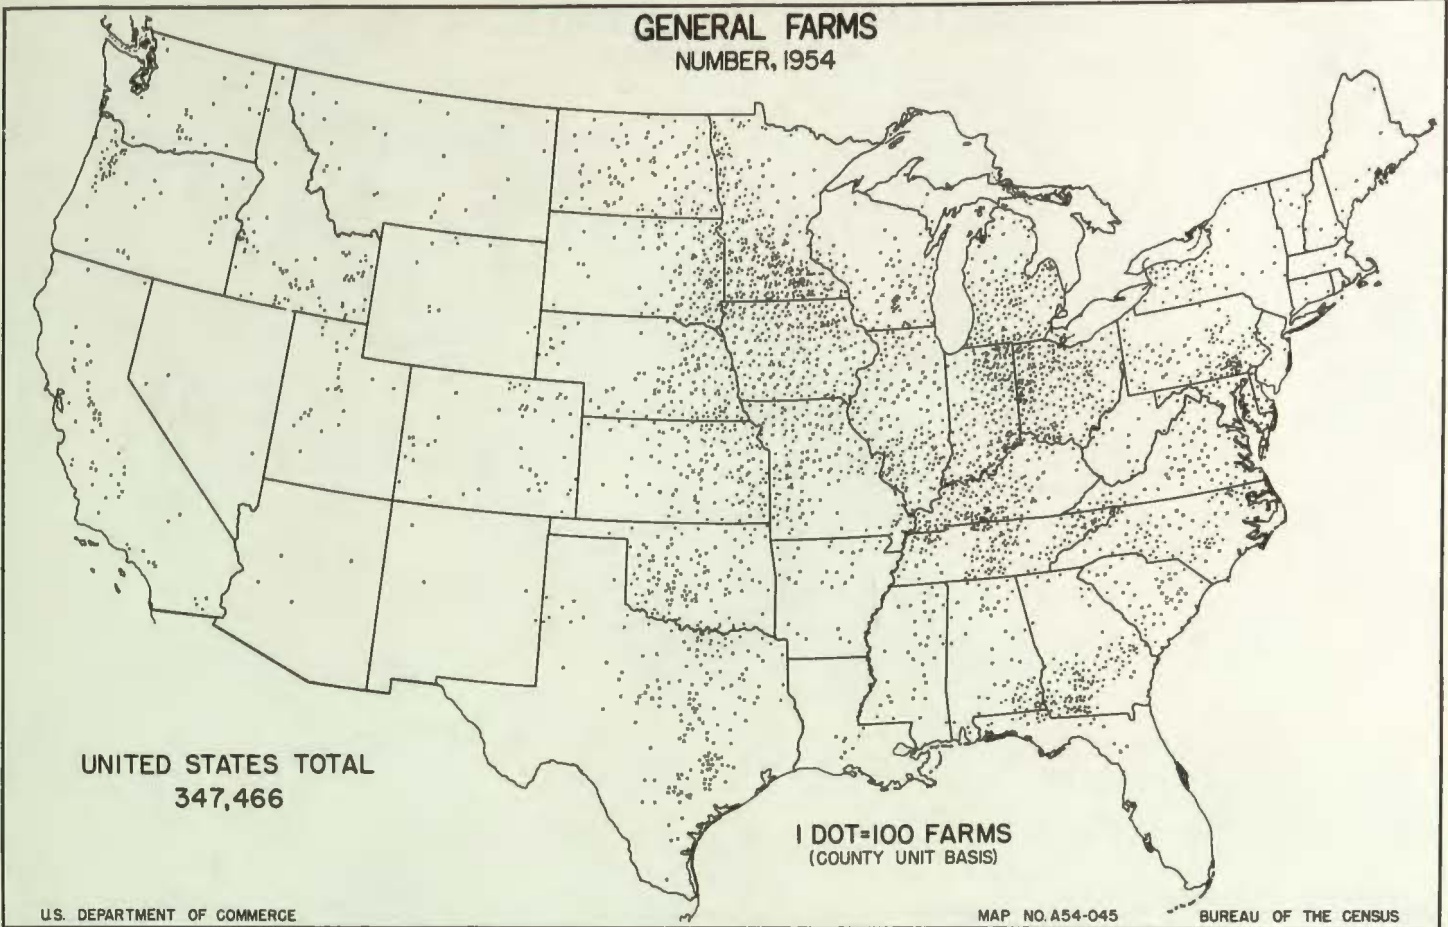 GENERAL FARMS
NUMBER, 1954
UNITED STATES TOTAL
347,466
1 DOT=100 FARMS
(COUNTY UNIT BASIS)
U.S. DEPARTMENT OF COMMERCE
MAP NO. A54-045
BUREAU OF THE CENSUS